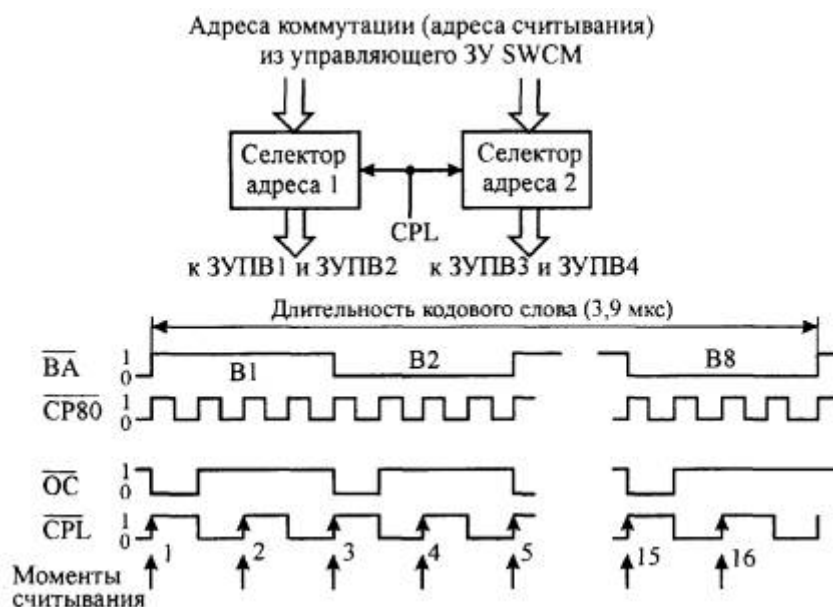 Адреса коммутации (адреса считывания)
из управляющего ЗУ SWCM
Селектор
адреса 1
Селектор
адреса 2
CPL
к ЗУПВ1 и ЗУПВ2
к ЗУПВ3 и ЗУПВ4
Длительность кодового слова (3,9 мкс)
BA 1 0 B1 B2 B8
CP80 1 0
OC 1 0
CPL 1 0
1 2 3 4 5 15 16
Моменты
считывания